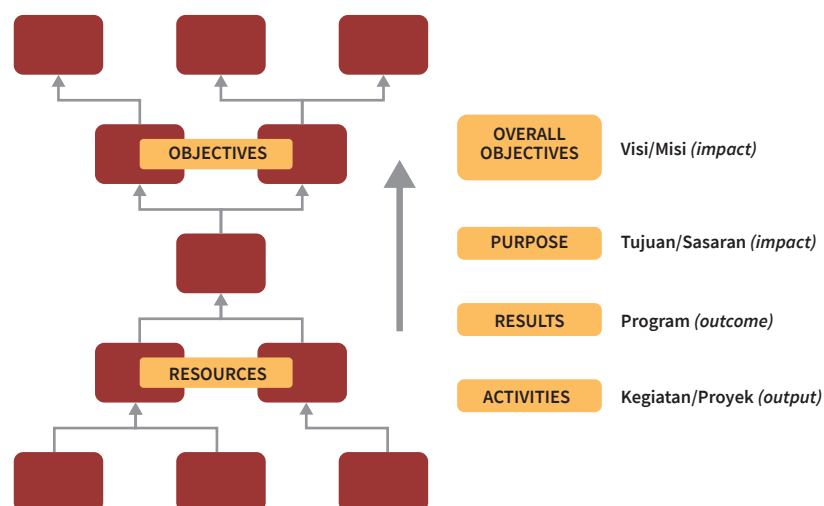 OBJECTIVES
RESOURCES
OVERALL
OBJECTIVES
Visi/Misi (impact)
PURPOSE
Tujuan/Sasaran (impact)
RESULTS
Program (outcome)
ACTIVITIES
Kegiatan/Proyek (output)